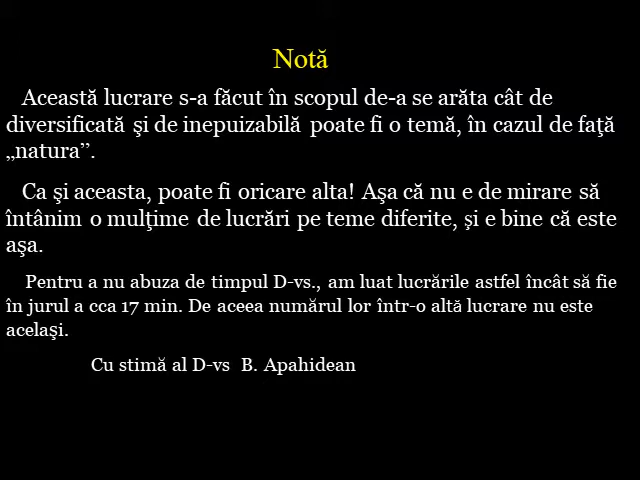 Notă
Această lucrare s-a făcut în scopul de-a se arăta cât de
diversificată şi de inepuizabilă poate fi o temă, în cazul de faţă
„natura”.
Ca şi aceasta, poate fi oricare alta! Aşa că nu e de mirare să
întânim o mulţime de lucrări pe teme diferite, şi e bine că este
aşa.
Pentru a nu abuza de timpul D-vs., am luat lucrările astfel încât să fie
în jurul a cca 17 min. De aceea numărul lor într-o altă lucrare nu este
acelaşi.
Cu stimă al D-vs B. Apahidean